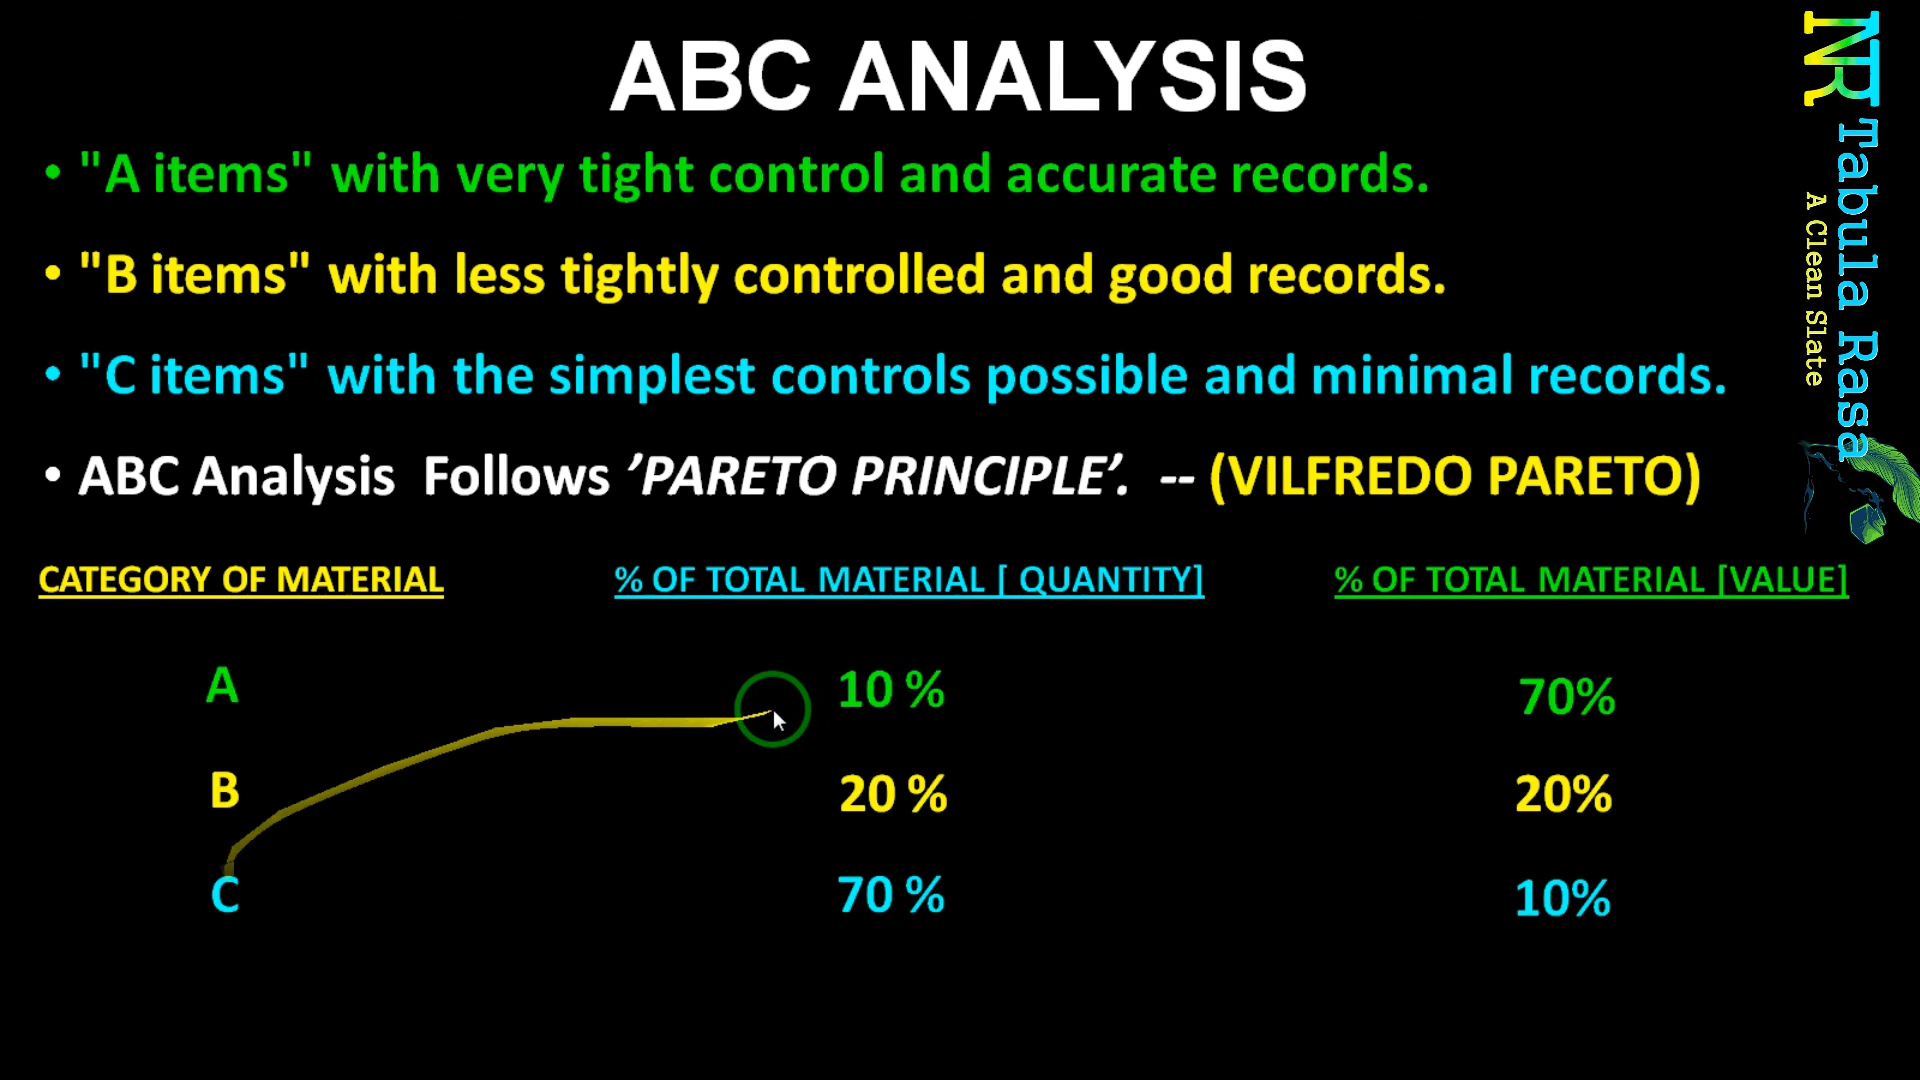 ABC ANALYSIS
• "A items" with very tight control and accurate records.
• "B items" with less tightly controlled and good records.
• "C items" with the simplest controls possible and minimal records.
• ABC Analysis Follows ’PARETO PRINCIPLE’. -- (VILFREDO PARETO)
CATEGORY OF MATERIAL % OF TOTAL MATERIAL [ QUANTITY] % OF TOTAL MATERIAL [VALUE]
A 10 % 70%
B 20 % 20%
C 70 % 10%
TR
Tabula Rasa
A Clean Slate